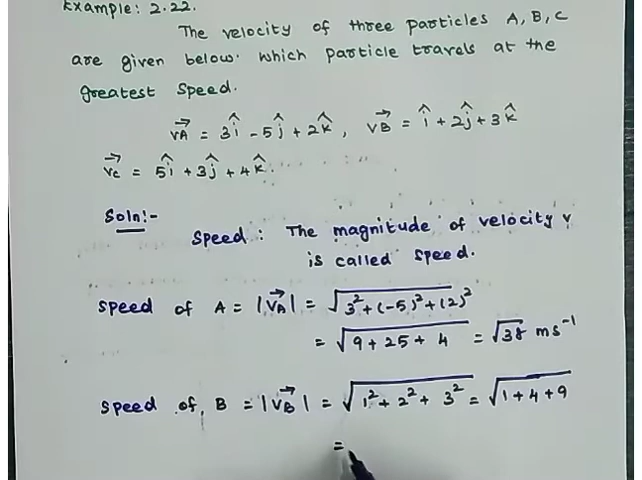 Example: 2.22.
The velocity of three particles A, B, C
are given below. which particle travels at the
greatest speed.
→vA = 3î - 5ĵ + 2k̂, →vB = î + 2ĵ + 3k̂
→vc = 5î + 3ĵ + 4k̂.
Soln:-
Speed : The magnitude of velocity v
is called speed.
Speed of A = |→VA| = √3² + (-5)² + (2)²
= √9 + 25 + 4 = √38 ms⁻¹
Speed of B = |→VB| = √1² + 2² + 3² = √1 + 4 + 9
=